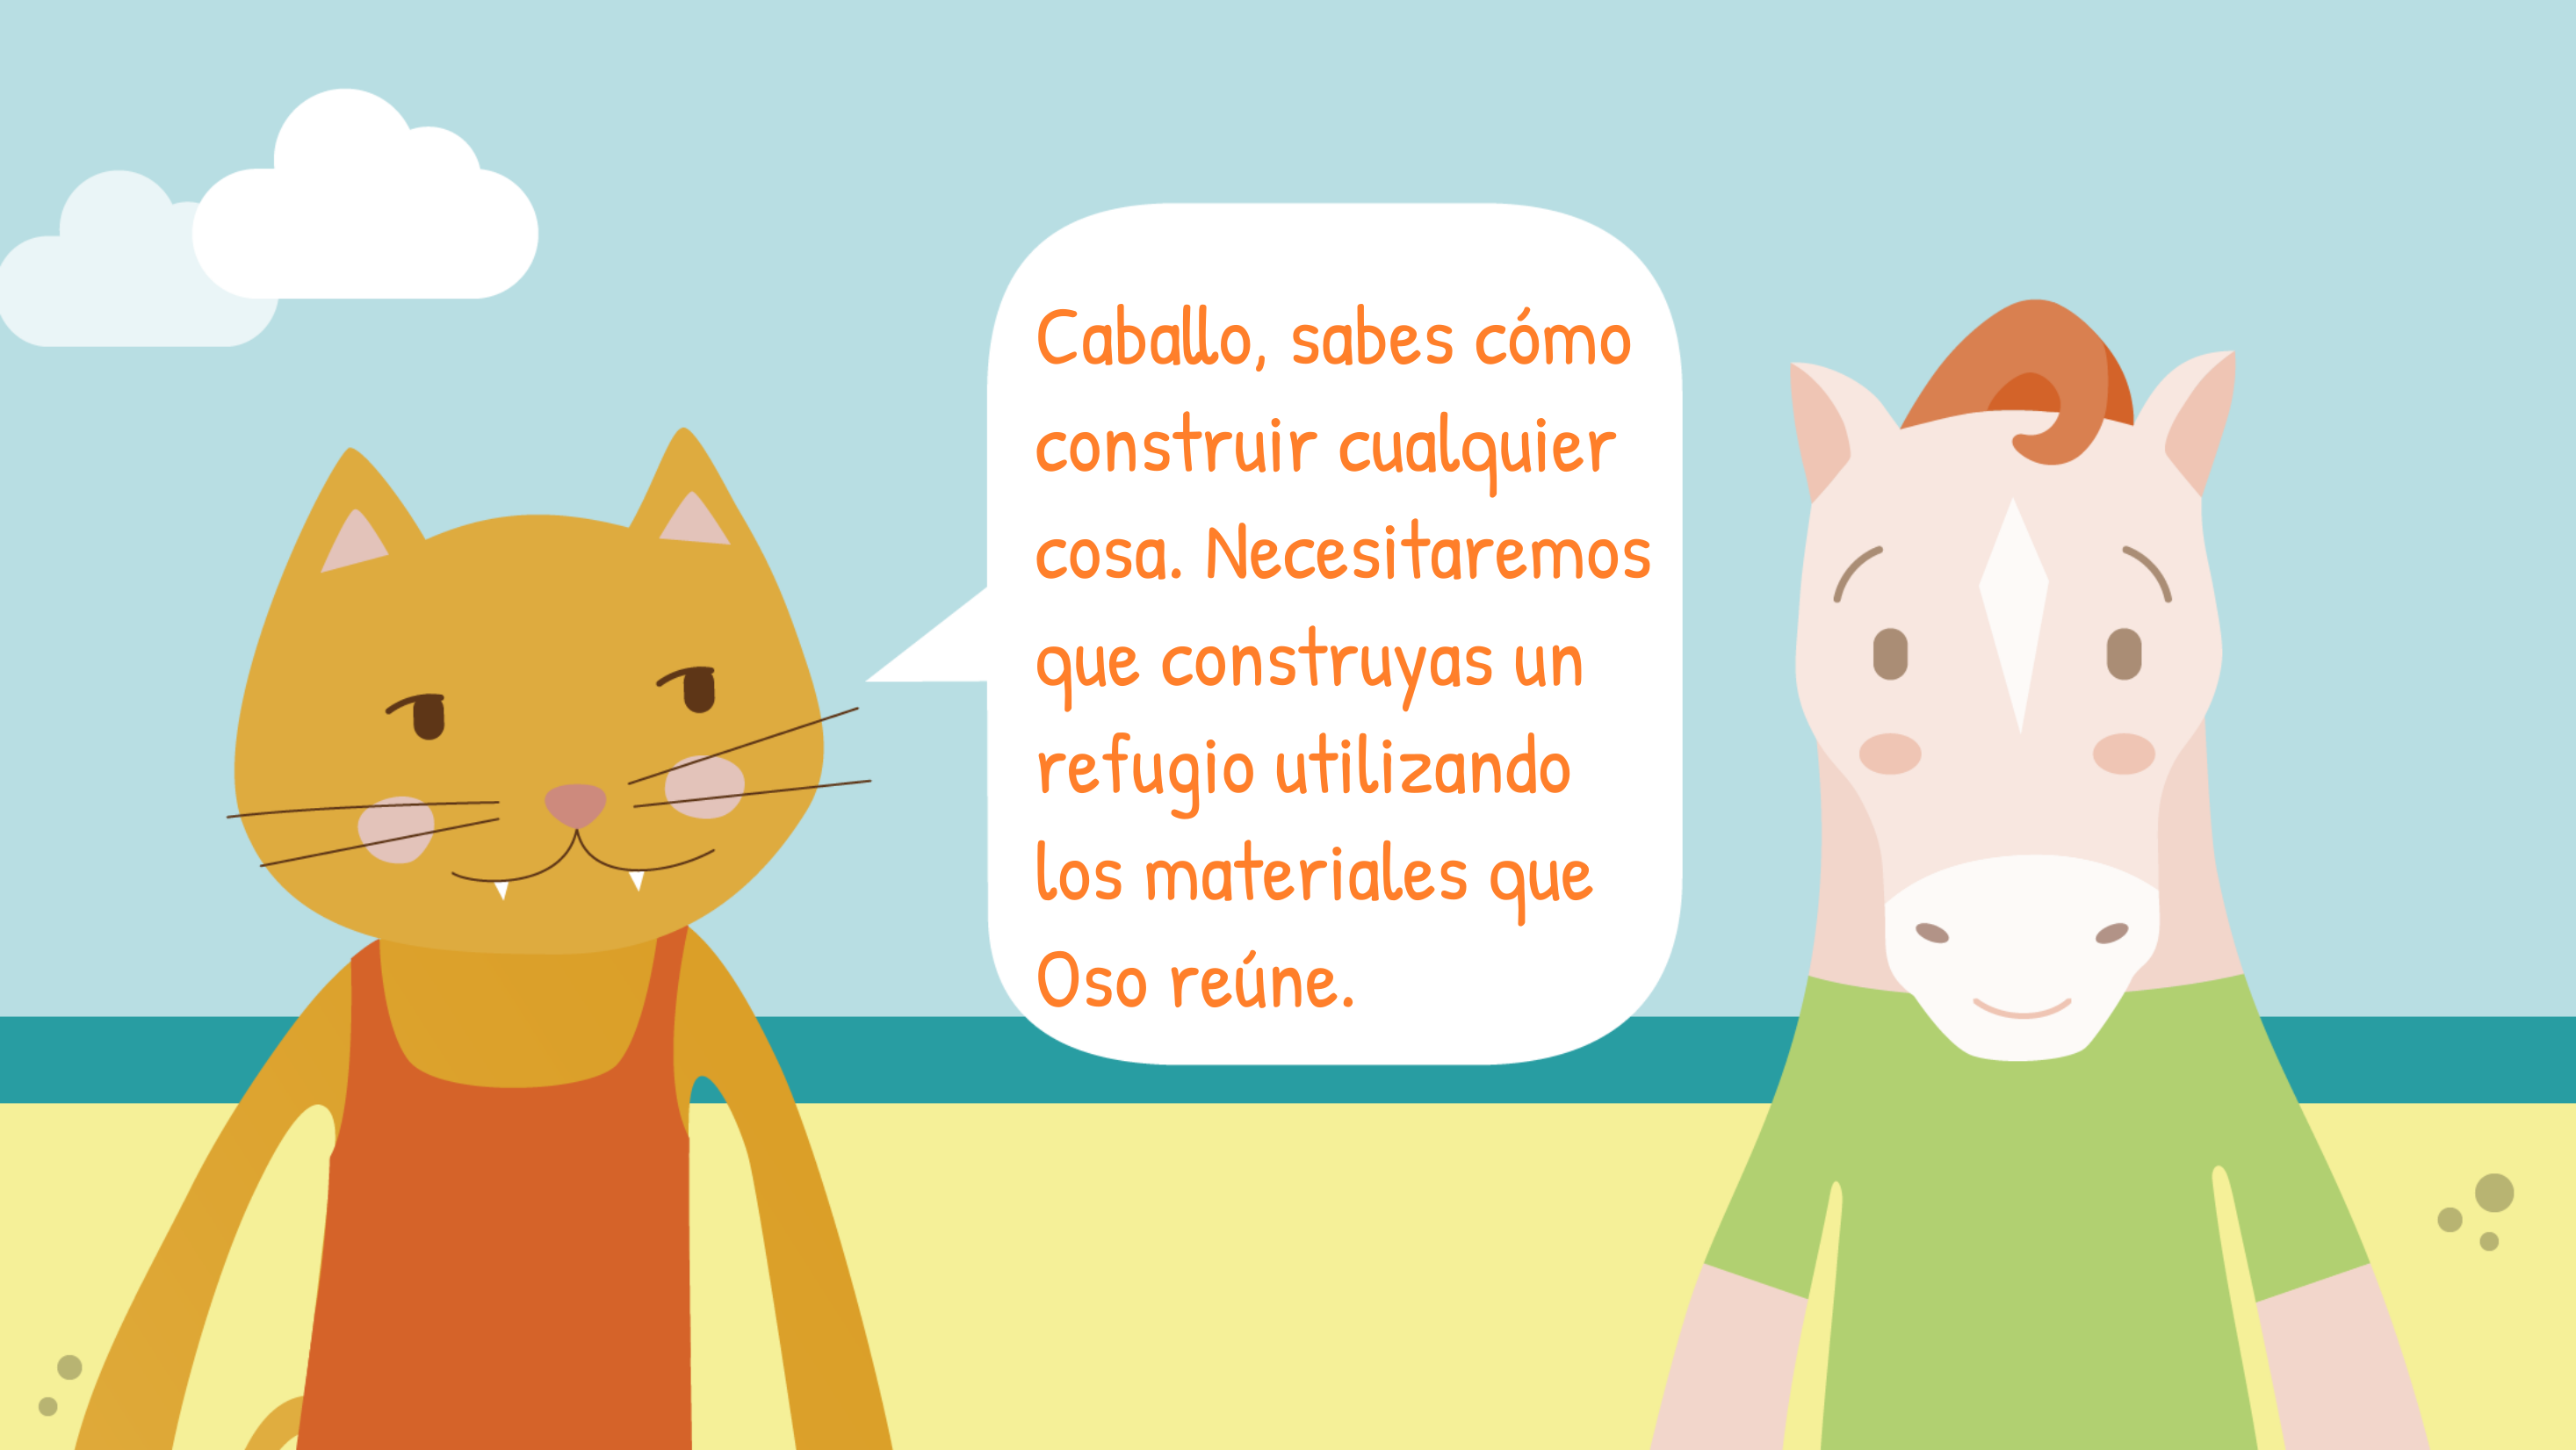 Caballo, sabes cómo
construir cualquier
cosa. Necesitaremos
que construyas un
refugio utilizando
los materiales que
Oso reúne.